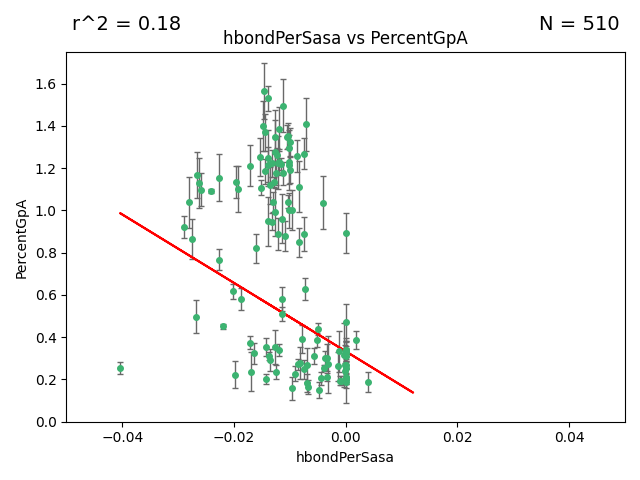 r^2 = 0.18
N = 510
hbondPerSasa vs PercentGpA
PercentGpA
1.6
1.4
1.2
1.0
0.8
0.6
0.4
0.2
0.0
−0.04
−0.02
0.00
0.02
0.04
hbondPerSasa